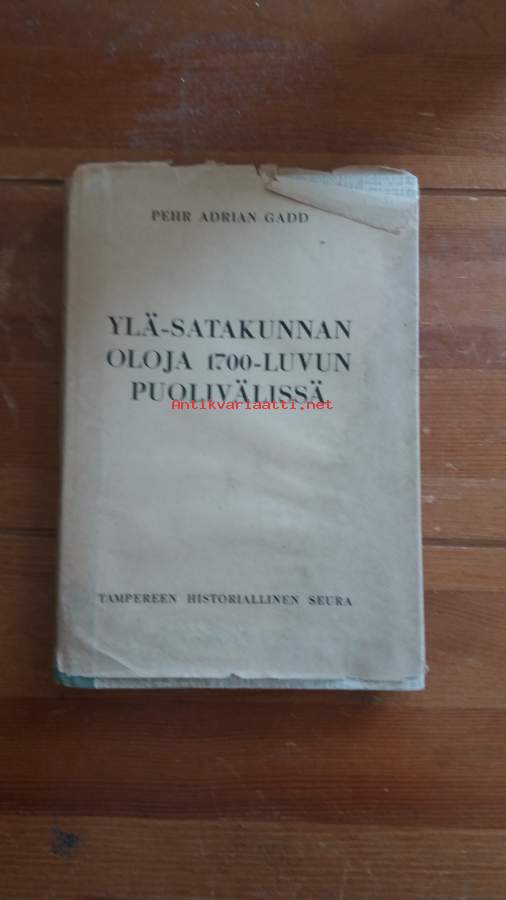 PEHR ADRIAN GADD
YLÄ-SATAKUNNAN
OLOJA 1700-LUVUN
PUOLIVÄLISSÄ
Antikvariaatti.net
TAMPEREEN HISTORIALLINEN SEURA